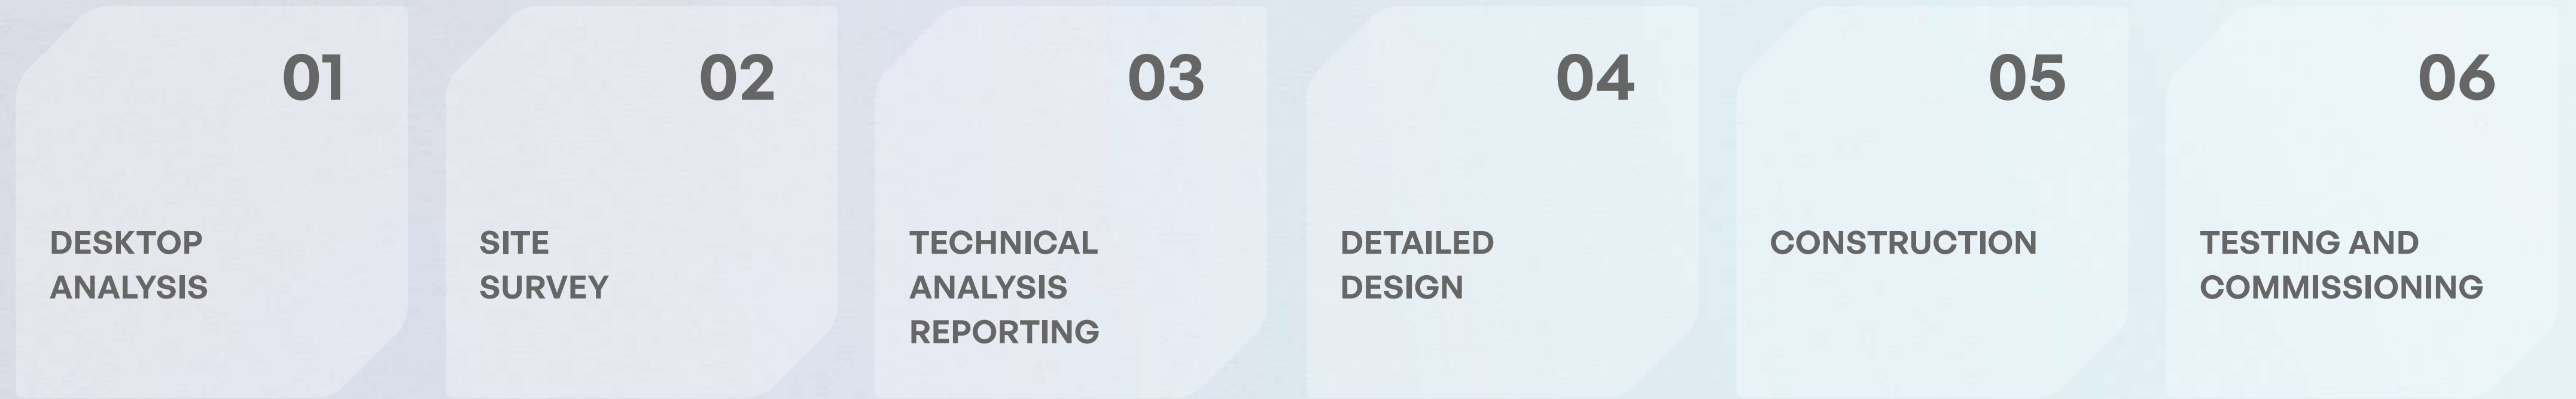 01
DESKTOP
ANALYSIS
02
SITE
SURVEY
03
TECHNICAL
ANALYSIS
REPORTING
04
DETAILED
DESIGN
05
CONSTRUCTION
06
TESTING AND
COMMISSIONING